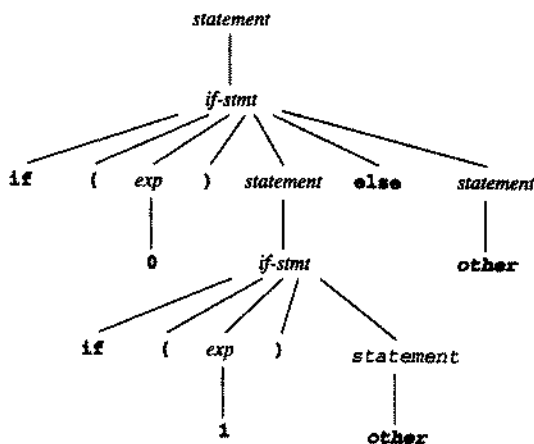 statement
if-stmt
if ( exp ) statement else statement
0 if-stmt other
if ( exp ) statement
1 other